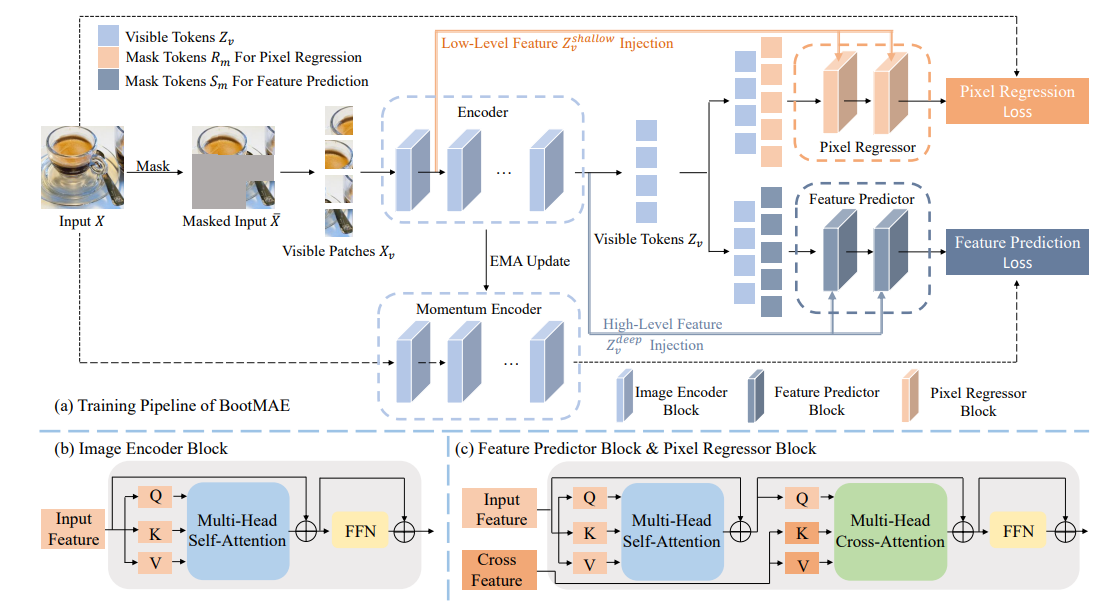 Visible Tokens Z_v
Mask Tokens R_m For Pixel Regression
Mask Tokens S_m For Feature Prediction
Low-Level Feature Z_v^shallow Injection
Encoder
Pixel Regressor
Pixel Regression
Loss
Mask
Input X
Masked Input X̄
Visible Patches X_v
...
Visible Tokens Z_v
Feature Predictor
Feature Prediction
Loss
EMA Update
Momentum Encoder
...
High-Level Feature
Z_v^deep Injection
Image Encoder
Block
Feature Predictor
Block
Pixel Regressor
Block
(a) Training Pipeline of BootMAE
(b) Image Encoder Block
Input
Feature
Q
K
V
Multi-Head
Self-Attention
FFN
(c) Feature Predictor Block & Pixel Regressor Block
Input
Feature
Cross
Feature
Q
K
V
Multi-Head
Self-Attention
Q
K
V
Multi-Head
Cross-Attention
FFN